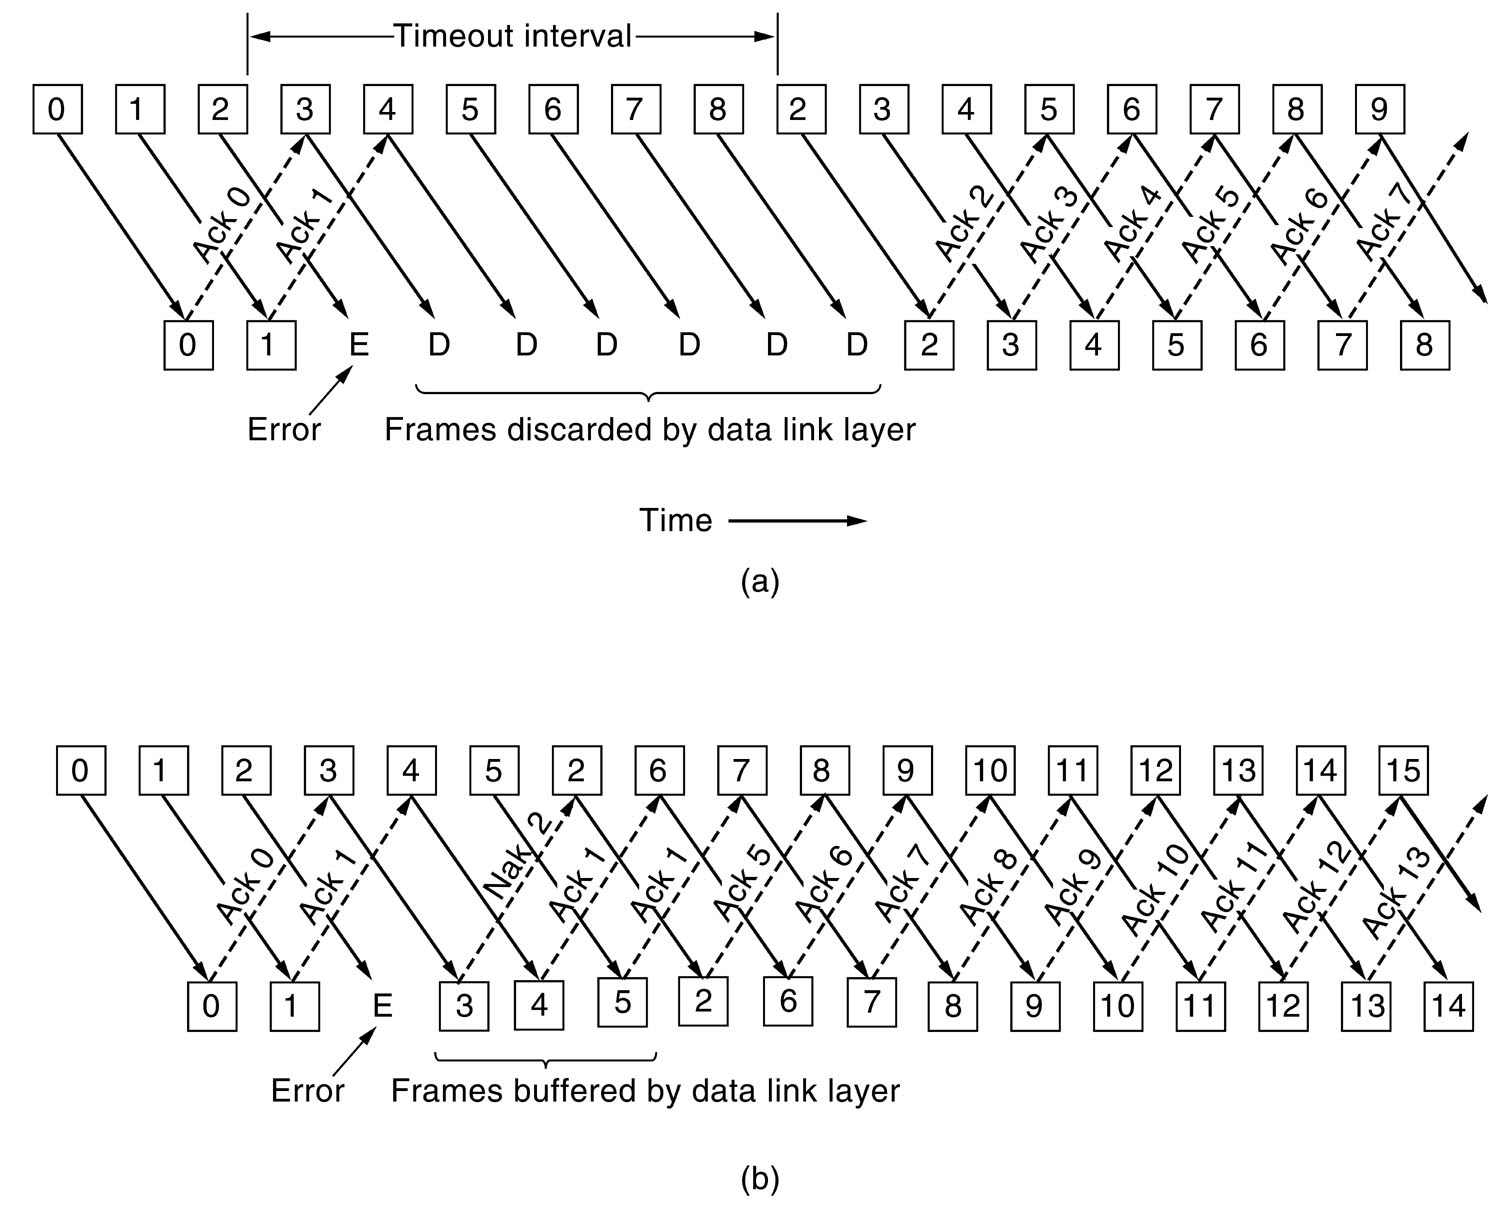 Timeout interval
0 1 2 3 4 5 6 7 8 2 3 4 5 6 7 8 9
Ack 0 Ack 1 Ack 2 Ack 3 Ack 4 Ack 5 Ack 6 Ack 7
0 1 E D D D D D D 2 3 4 5 6 7 8
Error Frames discarded by data link layer
Time
(a)
0 1 2 3 4 5 2 6 7 8 9 10 11 12 13 14 15
Ack 0 Ack 1 Nak 2 Ack 1 Ack 1 Ack 5 Ack 6 Ack 7 Ack 8 Ack 9 Ack 10 Ack 11 Ack 12 Ack 13
0 1 E 3 4 5 2 6 7 8 9 10 11 12 13 14
Error Frames buffered by data link layer
(b)